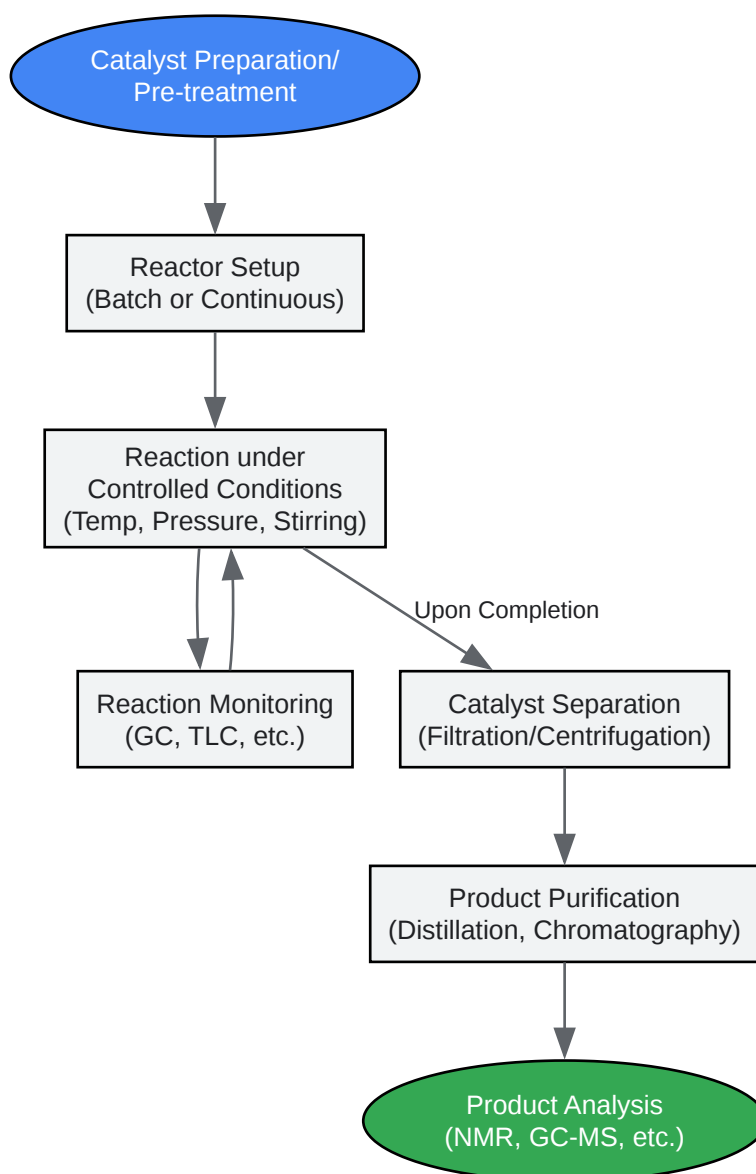 Catalyst Preparation/
Pre-treatment
Reactor Setup
(Batch or Continuous)
Reaction under
Controlled Conditions
(Temp, Pressure, Stirring)
Upon Completion
Reaction Monitoring
(GC, TLC, etc.)
Catalyst Separation
(Filtration/Centrifugation)
Product Purification
(Distillation, Chromatography)
Product Analysis
(NMR, GC-MS, etc.)